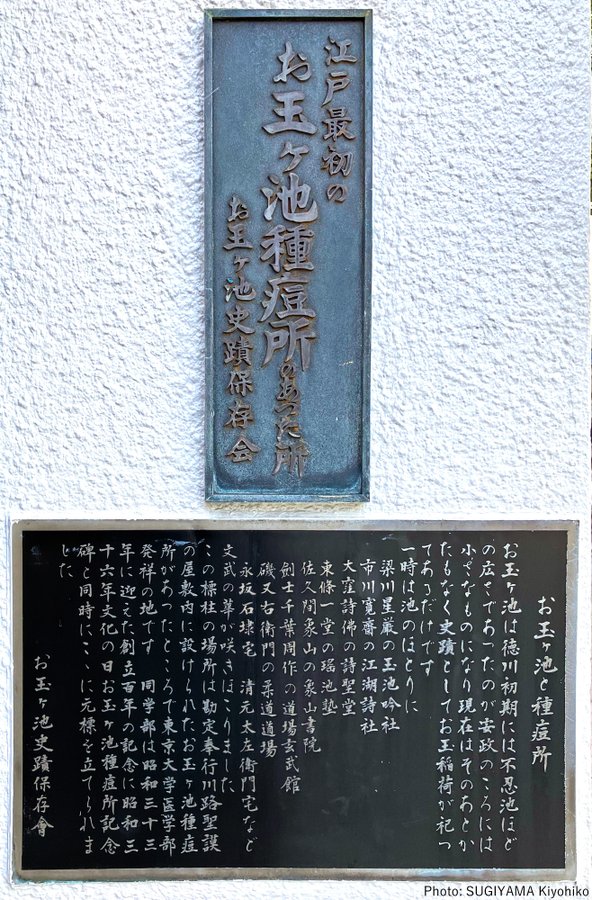 江戸最初の
お玉ヶ池種痘所のあった所
お玉ヶ池史蹟保存会
お玉ヶ池と種痘所
お玉ヶ池は徳川初期には不忍池ほど
の広さであったのが安政のころには
小さなものになり現在はそのあとか
たもなく史蹟としてお玉稲荷が祀っ
てあるだけです
一時は池のほとりに
梁川星巌の玉池吟社
市川寛斎の江湖詩社
大窪詩佛の詩聖堂
東條一堂の瑶池塾
佐久間象山の象山書院
剣士千葉周作の道場玄武館
磯又右衛門の柔道道場
永坂石埭宅 清元太左衛門宅など
文武の華が咲きほこりました
この標柱の場所は勘定奉行川路聖謨
の屋敷内に設けられたお玉ヶ池種痘
所があったところで東京大学医学部
発祥の地です 同学部は昭和三十三
年に迎えた創立百年の記念に昭和三
十六年文化の日お玉ヶ池種痘所記念
碑と同時にここに元標を立てられま
した
お玉ヶ池史蹟保存會
Photo: SUGIYAMA Kiyohiko